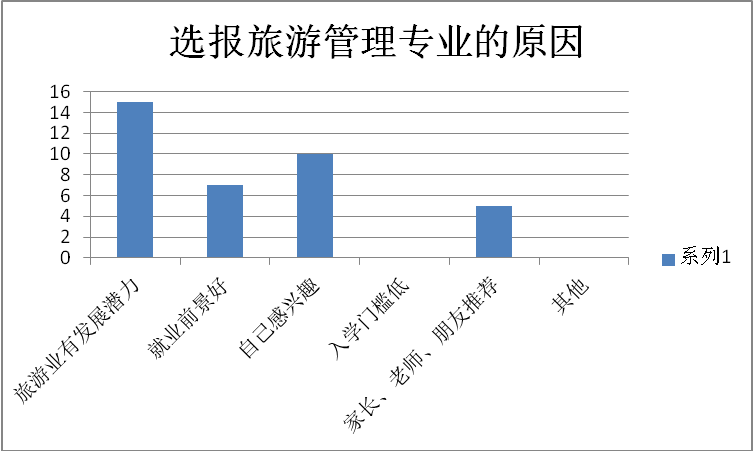 选报旅游管理专业的原因
16
14
12
10
8
6
4
2
0
旅游业有发展潜力
就业前景好
自己感兴趣
入学门槛低
家长、老师、朋友推荐
其他
系列1